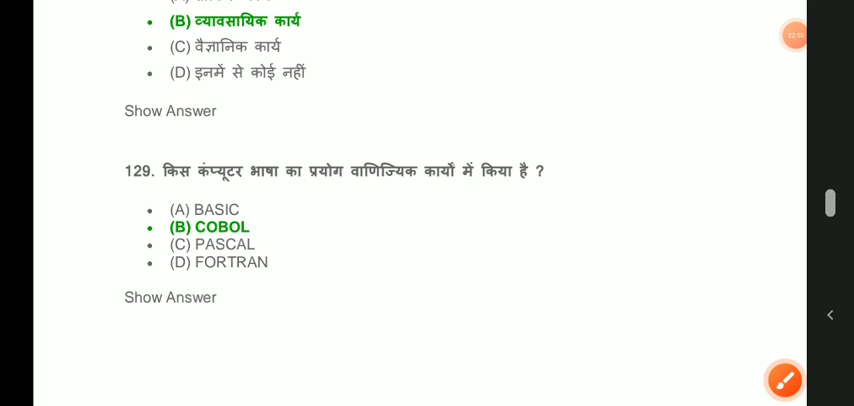 (B) व्यावसायिक कार्य
(C) वैज्ञानिक कार्य
(D) इनमें से कोई नहीं
Show Answer
129. किस कंप्यूटर भाषा का प्रयोग वाणिज्यिक कार्यों में किया है ?
(A) BASIC
(B) COBOL
(C) PASCAL
(D) FORTRAN
Show Answer